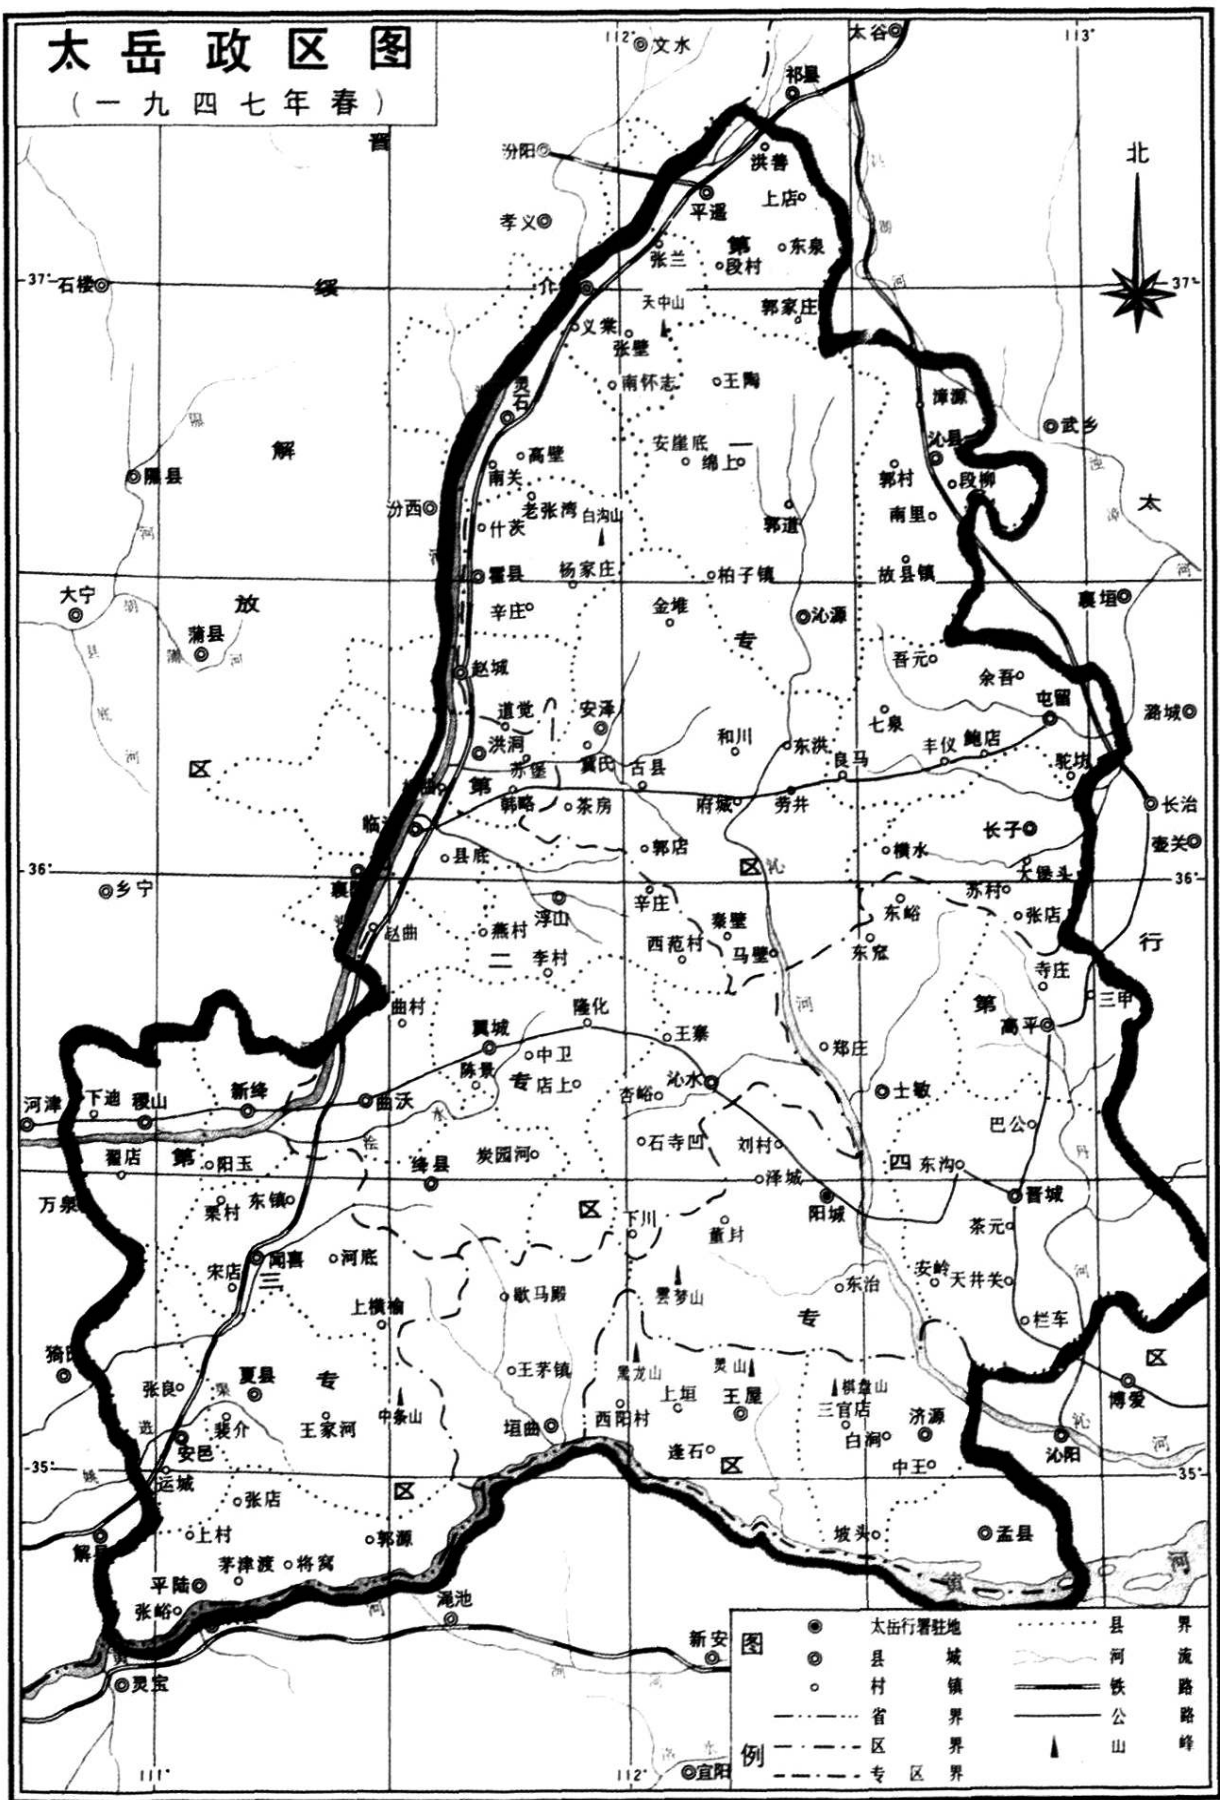 太岳政区图
（一九四七年春）
112°
113°
文水
太谷
祁县
晋
汾阳
洪善
北
平遥
上店
孝义
第
东泉
张兰
段村
37°
石楼
绥
介
天中山
郭家庄
37°
义棠
张壁
灵石
南怀志
王陶
漳源
武乡
解
沁县
安崖底
一
高壁
绵上
隰县
南关
郭村
段柳
汾西
老张湾
白沟山
郭道
南里
太
什茨
河
霍县
杨家庄
柏子镇
故县镇
河
大宁
放
辛庄
金堆
沁源
襄垣
蒲县
专
河
赵城
吾元
余吾
屯留
道觉
安泽
七泉
潞城
洪洞
和川
东洪
丰仪
鲍店
区
苏堡
冀氏
古县
良马
驼坊
第
韩略
茶房
府城
劳井
长治
临
长子
县底
郭店
横水
壶关
36°
区
沁
大堡头
36°
乡宁
襄
苏村
浮山
辛庄
东峪
张店
赵曲
燕村
秦壁
二
李村
西范村
马壁
东窊
行
寺庄
曲村
隆化
河
第
三甲
翼城
王寨
高平
中卫
郑庄
陈景
专
店上
沁水
士敏
河津
下迪
稷山
新绛
曲沃
杏峪
水
巴公
浍
石寺凹
刘村
丹
翟店
第
阳玉
绛县
炭园河
四
东沟
泽城
万泉
栗村
东镇
区
下川
阳城
晋城
董封
茶元
闻喜
河底
宋店
三
安岭
天井关
河
歇马殿
云梦山
东冶
上横榆
专
栏车
猗氏
区
夏县
专
王茅镇
黑龙山
灵山
张良
中条山
上垣
王屋
棋盘山
博爱
裴介
王家河
垣曲
西阳村
三官店
济源
沁
安邑
白涧
沁阳
河
逢石
35°
运城
区
区
中王
35°
张店
上村
郭源
坡头
孟县
解县
茅津渡
将窝
黄
河
平陆
张峪
渑池
河
图
太岳行署驻地
县界
新安
县城
河流
灵宝
村镇
铁路
省界
公路
例
区界
山峰
专区界
宜阳
111°
112°